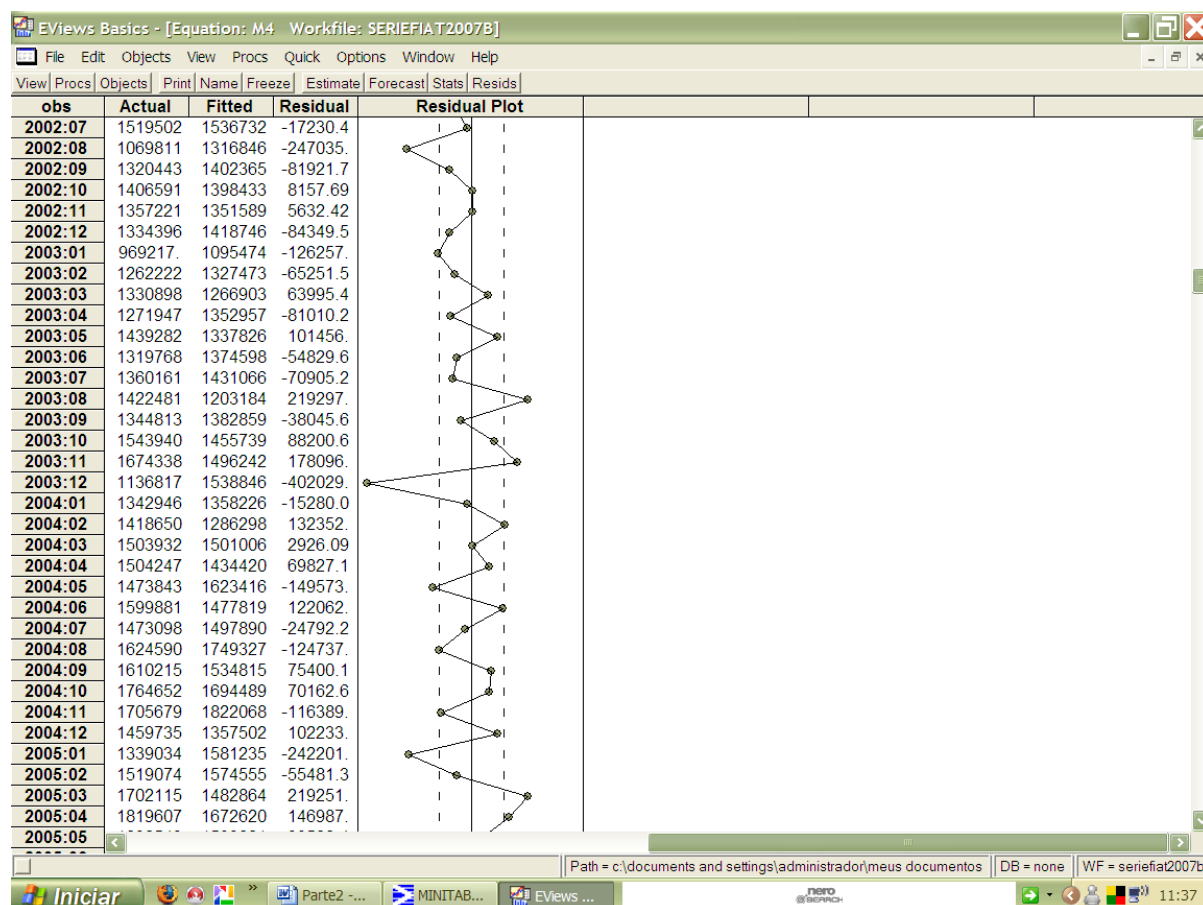 EViews Basics - [Equation: M4 Workfile: SERIEFIAT2007B]
File Edit Objects View Procs Quick Options Window Help
View Procs Objects Print Name Freeze Estimate Forecast Stats Resids
obs Actual Fitted Residual Residual Plot
2002:07 1519502 1536732 -17230.4
2002:08 1069811 1316846 -247035.
2002:09 1320443 1402365 -81921.7
2002:10 1406591 1398433 8157.69
2002:11 1357221 1351589 5632.42
2002:12 1334396 1418746 -84349.5
2003:01 969217. 1095474 -126257.
2003:02 1262222 1327473 -65251.5
2003:03 1330898 1266903 63995.4
2003:04 1271947 1352957 -81010.2
2003:05 1439282 1337826 101456.
2003:06 1319768 1374598 -54829.6
2003:07 1360161 1431066 -70905.2
2003:08 1422481 1203184 219297.
2003:09 1344813 1382859 -38045.6
2003:10 1543940 1455739 88200.6
2003:11 1674338 1496242 178096.
2003:12 1136817 1538846 -402029.
2004:01 1342946 1358226 -15280.0
2004:02 1418650 1286298 132352.
2004:03 1503932 1501006 2926.09
2004:04 1504247 1434420 69827.1
2004:05 1473843 1623416 -149573.
2004:06 1599881 1477819 122062.
2004:07 1473098 1497890 -24792.2
2004:08 1624590 1749327 -124737.
2004:09 1610215 1534815 75400.1
2004:10 1764652 1694489 70162.6
2004:11 1705679 1822068 -116389.
2004:12 1459735 1357502 102233.
2005:01 1339034 1581235 -242201.
2005:02 1519074 1574555 -55481.3
2005:03 1702115 1482864 219251.
2005:04 1819607 1672620 146987.
2005:05
Path = c:\documents and settings\administrador\meus documentos DB = none WF = seriefiat2007b
Iniciar » Parte2 -... MINITAB... EViews ... nero SEARCH 11:37